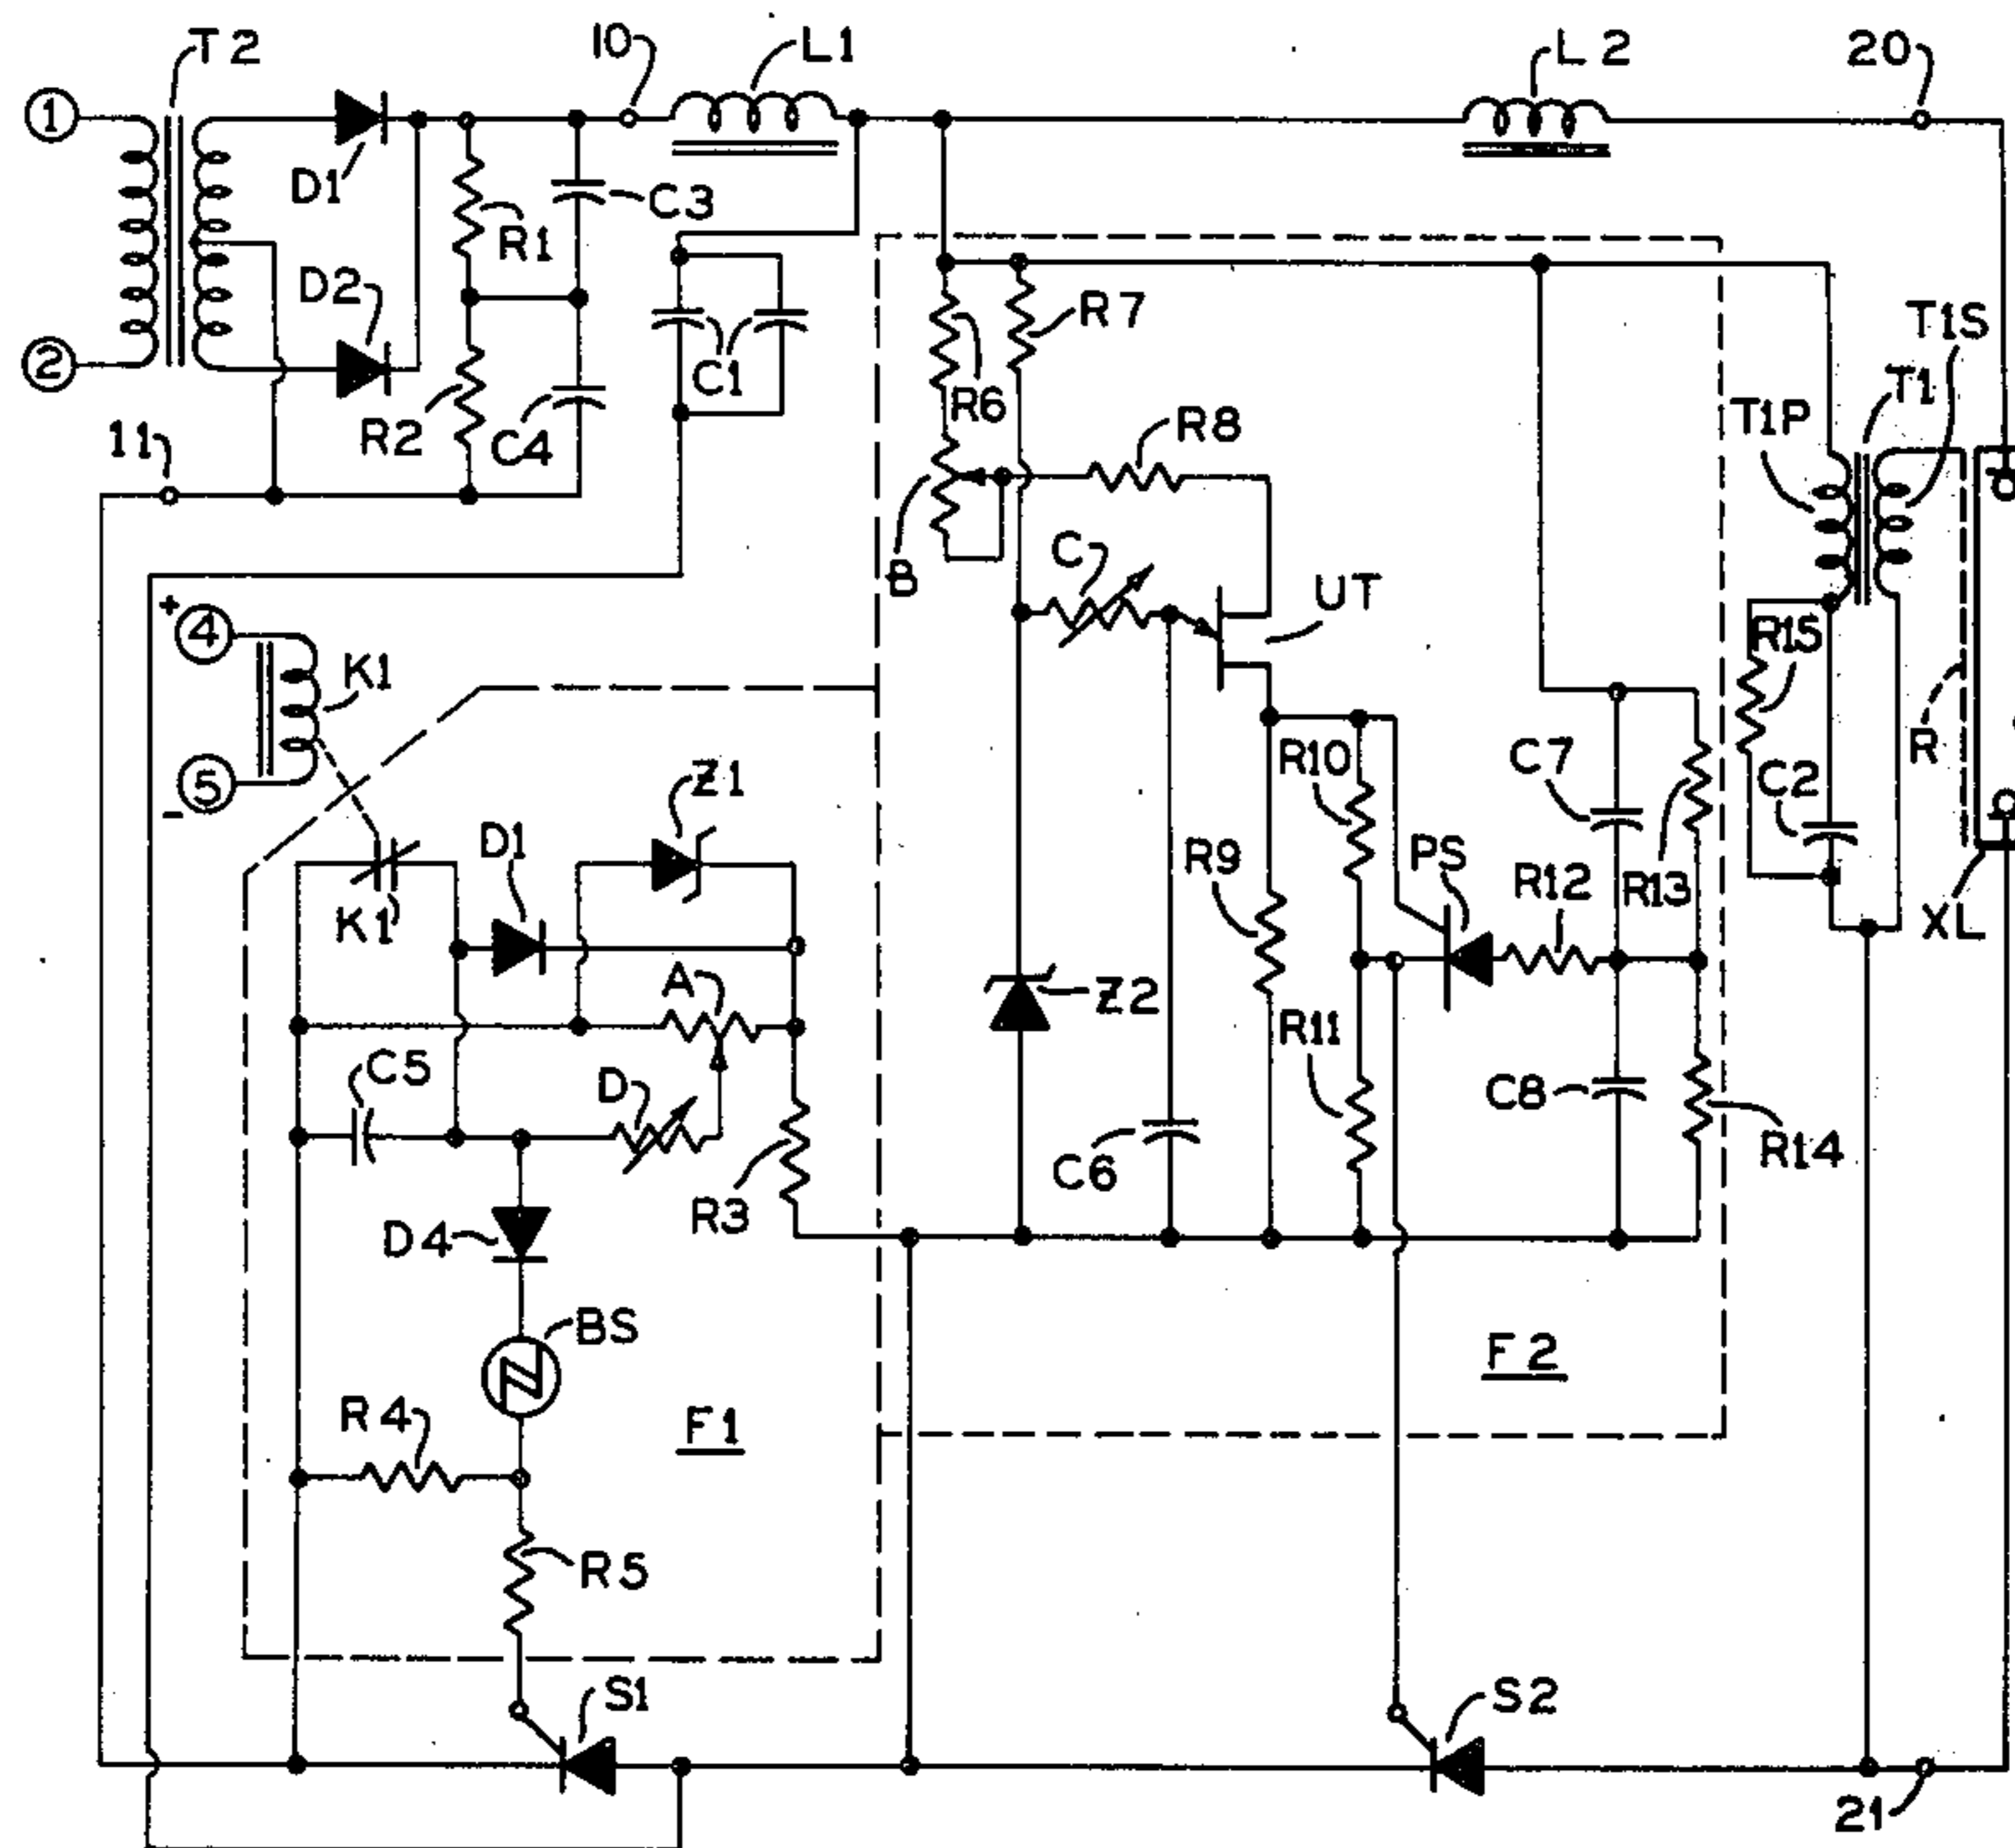 T2
10
L1
L2
20
1
D1
R1
C3
D2
2
R2
C4
C1
11
R7
R6
R8
T1S
T1
T1P
B
C
UT
+
4
K1
5
-
R15
R
C2
XL
R10
C7
Z1
D1
K1
R9
PS
R12
R13
A
Z2
R11
C5
D
C6
C8
R14
R3
D4
BS
F2
R4
F1
R5
S1
S2
21